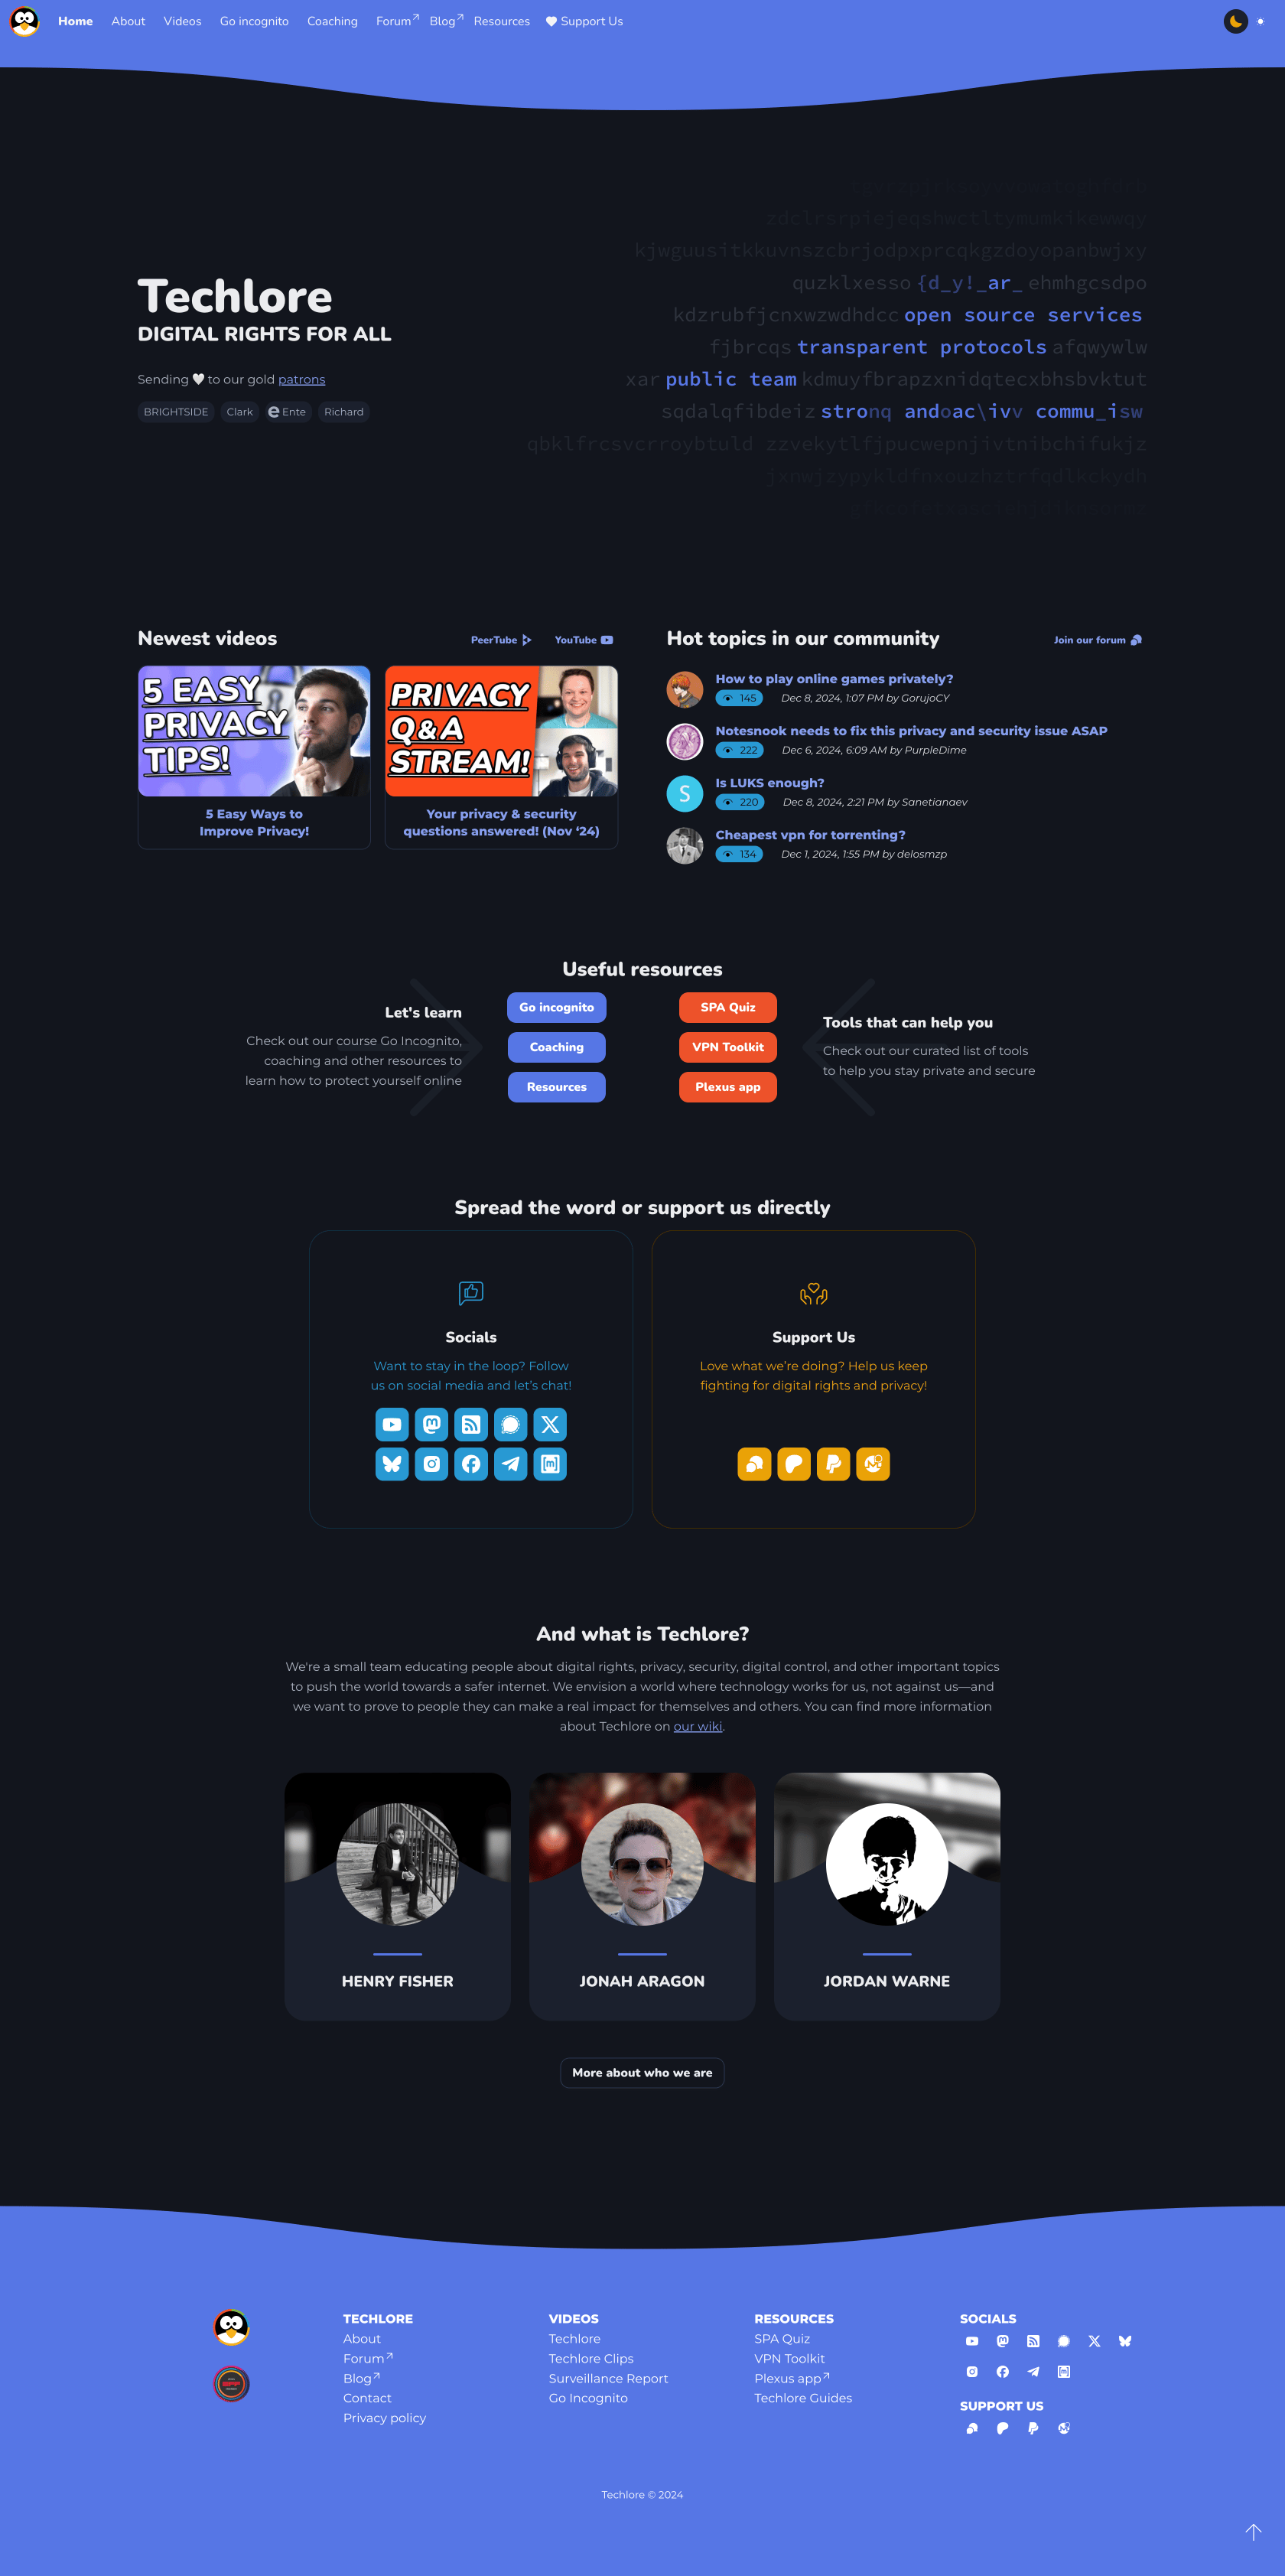 Home About Videos Go incognito Coaching Forum Blog Resources Support Us
zdclrsrpiejeqshwctltymumkikewwqy
kjwguusitkkuvnszcbrjodpxprcqkgzdoyopanbwjxy
quzklxesso {d_y!_ar_ ehmhgcsdpo
kdzrubfjcnxwzwdhdcc open source services
fjbrcqs transparent protocols afqwywlw
xar public team kdmuyfbrapzxnidqtecxbhsbvktut
sqdalqfibdeiz stronq andoac\ivv commu_isw
qbklfrcsvcrroybtuld zzvekytlfjpucwepnjivtnibchifukjz
jxnwjzypykldfnxouzhztrfqdlkckydh
Techlore
DIGITAL RIGHTS FOR ALL
Sending 🤍 to our gold patrons
BRIGHTSIDE Clark Ente Richard
Newest videos PeerTube YouTube
5 EASY
PRIVACY
TIPS!
5 Easy Ways to
Improve Privacy!
PRIVACY
Q&A
STREAM!
Your privacy & security
questions answered! (Nov ‘24)
Hot topics in our community Join our forum
How to play online games privately?
145 Dec 8, 2024, 1:07 PM by GorujoCY
Notesnook needs to fix this privacy and security issue ASAP
222 Dec 6, 2024, 6:09 AM by PurpleDime
S
Is LUKS enough?
220 Dec 8, 2024, 2:21 PM by Sanetianaev
Cheapest vpn for torrenting?
134 Dec 1, 2024, 1:55 PM by delosmzp
Useful resources
Let's learn
Check out our course Go Incognito,
coaching and other resources to
learn how to protect yourself online
Go incognito
Coaching
Resources
SPA Quiz
VPN Toolkit
Plexus app
Tools that can help you
Check out our curated list of tools
to help you stay private and secure
Spread the word or support us directly
Socials
Want to stay in the loop? Follow
us on social media and let’s chat!
Support Us
Love what we’re doing? Help us keep
fighting for digital rights and privacy!
And what is Techlore?
We're a small team educating people about digital rights, privacy, security, digital control, and other important topics
to push the world towards a safer internet. We envision a world where technology works for us, not against us—and
we want to prove to people they can make a real impact for themselves and others. You can find more information
about Techlore on our wiki.
HENRY FISHER
JONAH ARAGON
JORDAN WARNE
More about who we are
TECHLORE
About
Forum
Blog
Contact
Privacy policy
VIDEOS
Techlore
Techlore Clips
Surveillance Report
Go Incognito
RESOURCES
SPA Quiz
VPN Toolkit
Plexus app
Techlore Guides
SOCIALS
SUPPORT US
Techlore © 2024